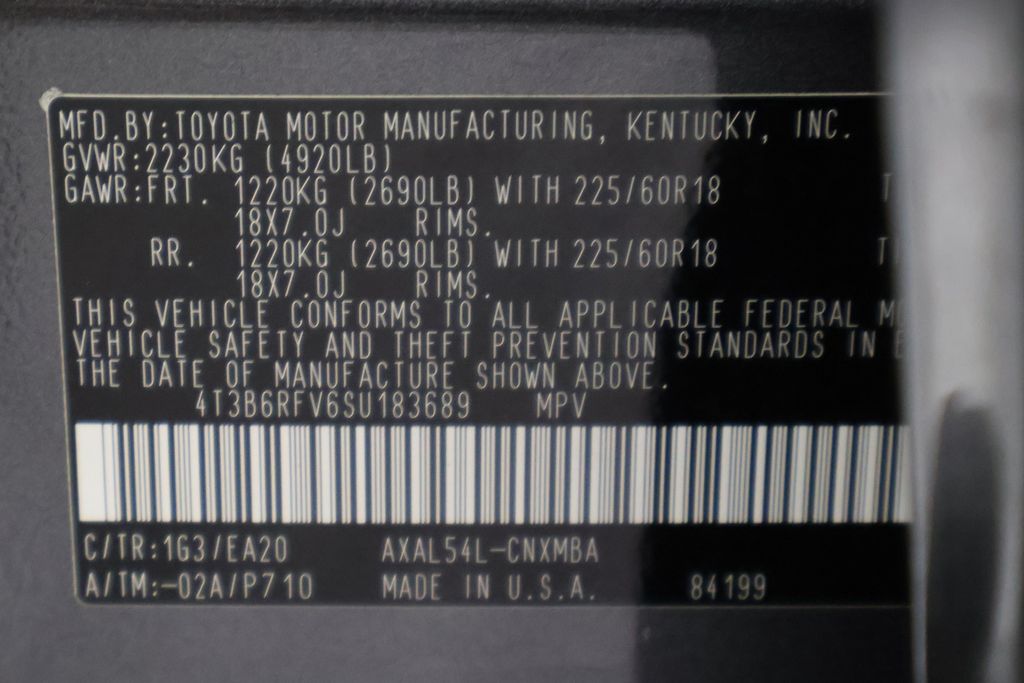 MFD.BY:TOYOTA MOTOR MANUFACTURING, KENTUCKY, INC.
GVWR:2230KG (4920LB)
GAWR:FRT. 1220KG (2690LB) WITH 225/60R18
18X7.0J RIMS.
RR. 1220KG (2690LB) WITH 225/60R18
18X7.0J RIMS.
THIS VEHICLE CONFORMS TO ALL APPLICABLE FEDERAL
VEHICLE SAFETY AND THEFT PREVENTION STANDARDS IN
THE DATE OF MANUFACTURE SHOWN ABOVE.
4T3B6RFV6SU183689 MPV
C/TR:1G3/EA20 AXAL54L-CNXMBA
A/TM:-02A/P710 MADE IN U.S.A. 84199